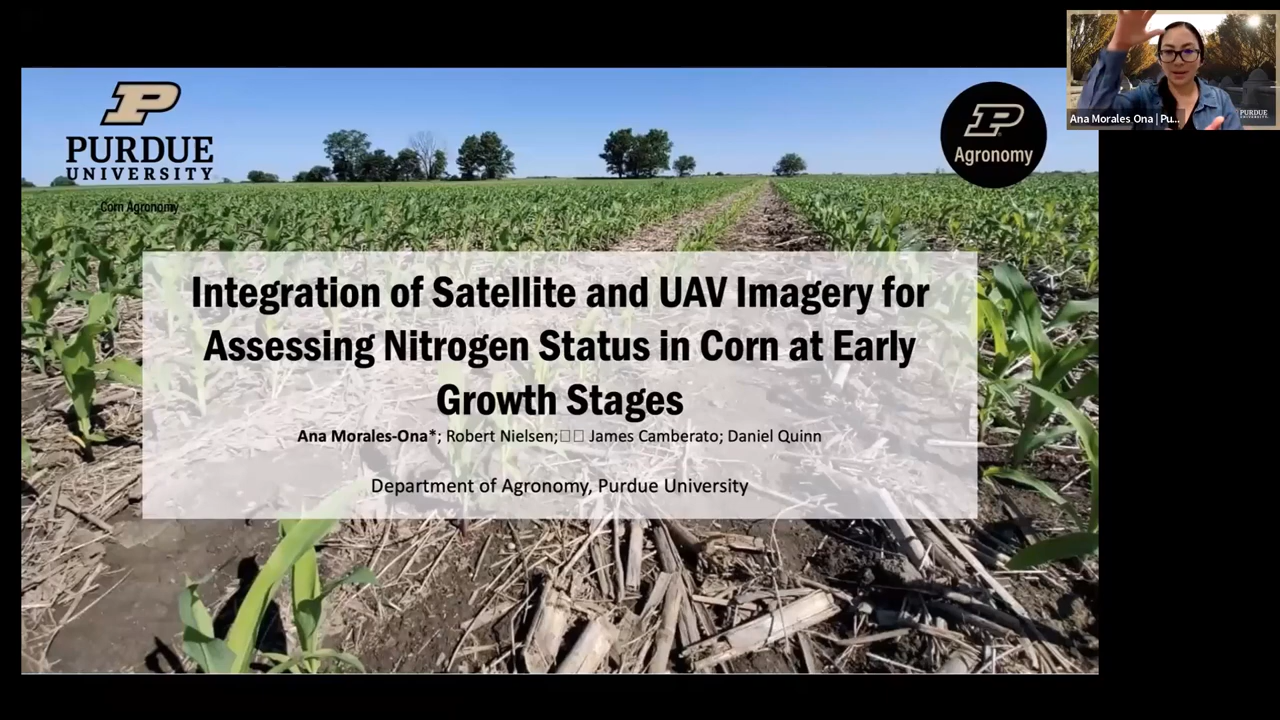 P
PURDUE
UNIVERSITY
Corn Agronomy
P
Agronomy
Integration of Satellite and UAV Imagery for
Assessing Nitrogen Status in Corn at Early
Growth Stages
Ana Morales-Ona*; Robert Nielsen;□□ James Camberato; Daniel Quinn
Department of Agronomy, Purdue University
Ana Morales Ona | Pu...
PURDUE
UNIVERSITY